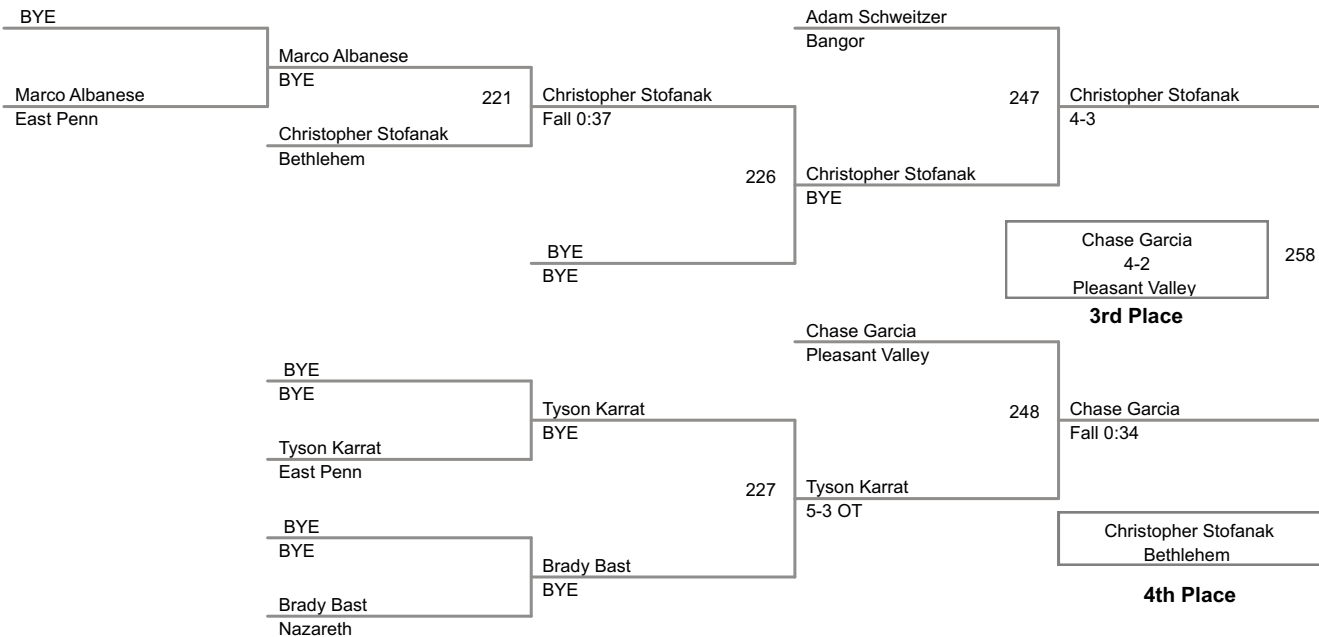 BYE
Marco Albanese
East Penn
Marco Albanese
BYE
Christopher Stofanak
Bethlehem
221
Christopher Stofanak
Fall 0:37
BYE
BYE
226
Adam Schweitzer
Bangor
Christopher Stofanak
BYE
247
Christopher Stofanak
4-3
Chase Garcia
4-2
Pleasant Valley
258
3rd Place
BYE
BYE
Tyson Karrat
East Penn
BYE
BYE
Brady Bast
Nazareth
Tyson Karrat
BYE
Brady Bast
BYE
227
Chase Garcia
Pleasant Valley
Tyson Karrat
5-3 OT
248
Chase Garcia
Fall 0:34
Christopher Stofanak
Bethlehem
4th Place